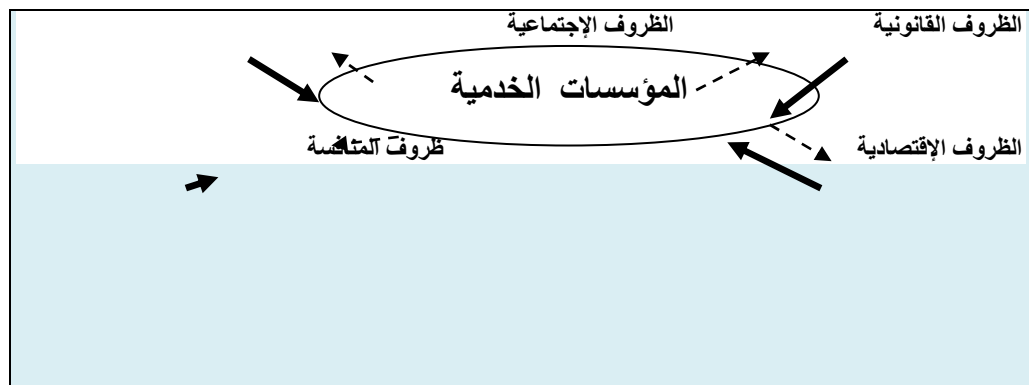 الظروف القانونية الظروف الإجتماعية
المؤسسات الخدمية
الظروف الإقتصادية ظروف المنافسة